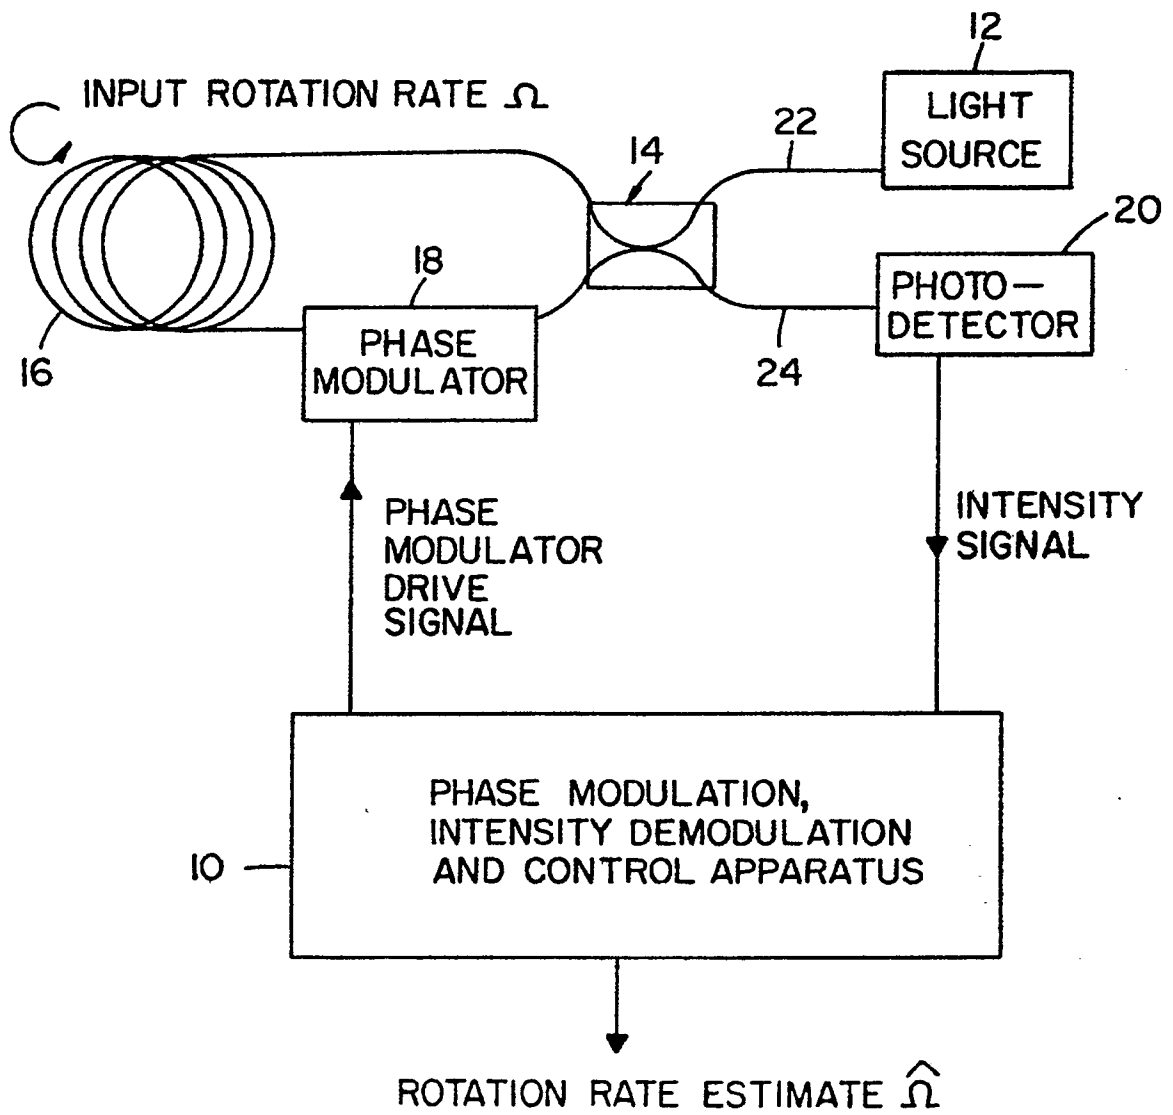 12
INPUT ROTATION RATE Ω
LIGHT
SOURCE
22
14
20
18
PHOTO—
DETECTOR
PHASE
MODULATOR
16
24
PHASE
MODULATOR
DRIVE
SIGNAL
INTENSITY
SIGNAL
PHASE MODULATION,
INTENSITY DEMODULATION
AND CONTROL APPARATUS
10
ROTATION RATE ESTIMATE Ω̂